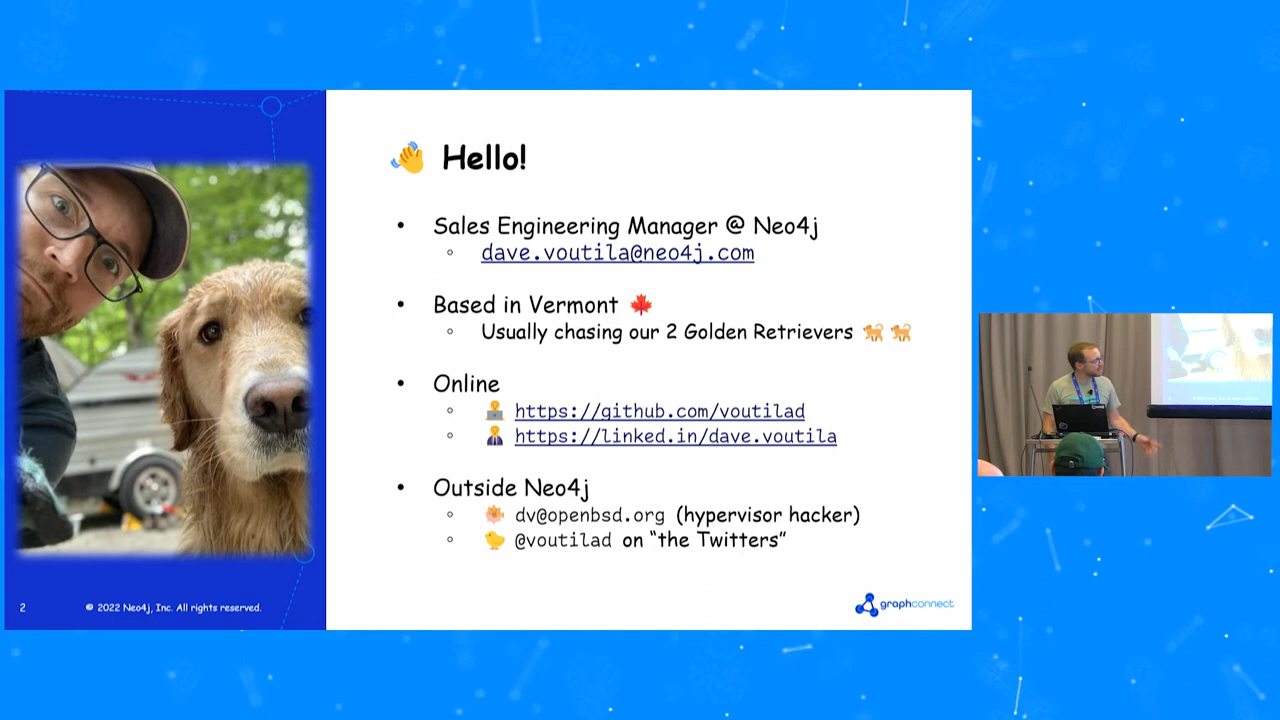 👋 Hello!
• Sales Engineering Manager @ Neo4j
◦ dave.voutila@neo4j.com
• Based in Vermont 🍁
◦ Usually chasing our 2 Golden Retrievers 🐕 🐕
• Online
◦ https://github.com/voutilad
◦ https://linked.in/dave.voutila
• Outside Neo4j
◦ 🐡 dv@openbsd.org (hypervisor hacker)
◦ 🐤 @voutilad on “the Twitters”
2 © 2022 Neo4j, Inc. All rights reserved.
graphconnect